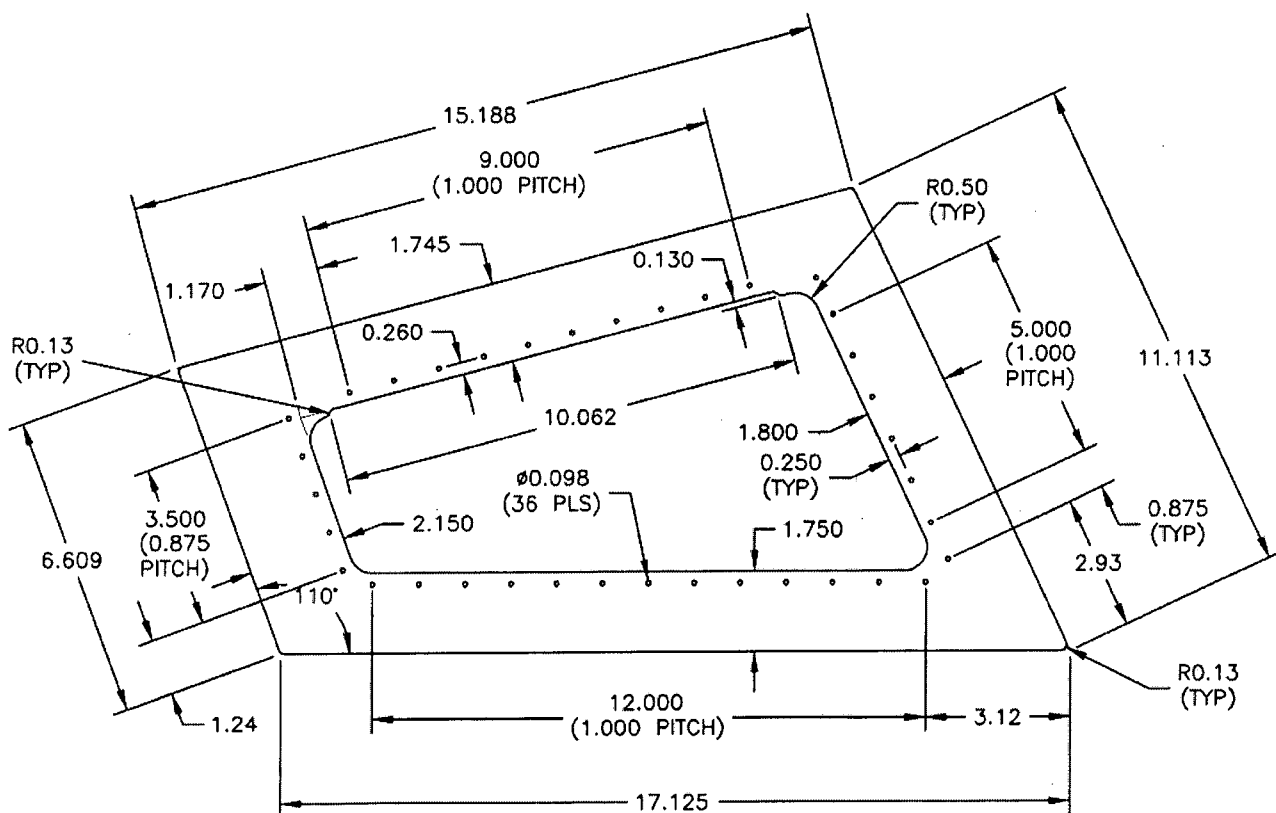 15.188
9.000
(1.000 PITCH)
R0.50
(TYP)
1.745
0.130
1.170
0.260
R0.13
(TYP)
5.000
(1.000
PITCH)
11.113
10.062
1.800
0.250
(TYP)
Ø0.098
(36 PLS)
3.500
(0.875
PITCH)
2.150
1.750
0.875
(TYP)
6.609
2.93
110°
R0.13
(TYP)
1.24
12.000
(1.000 PITCH)
3.12
17.125